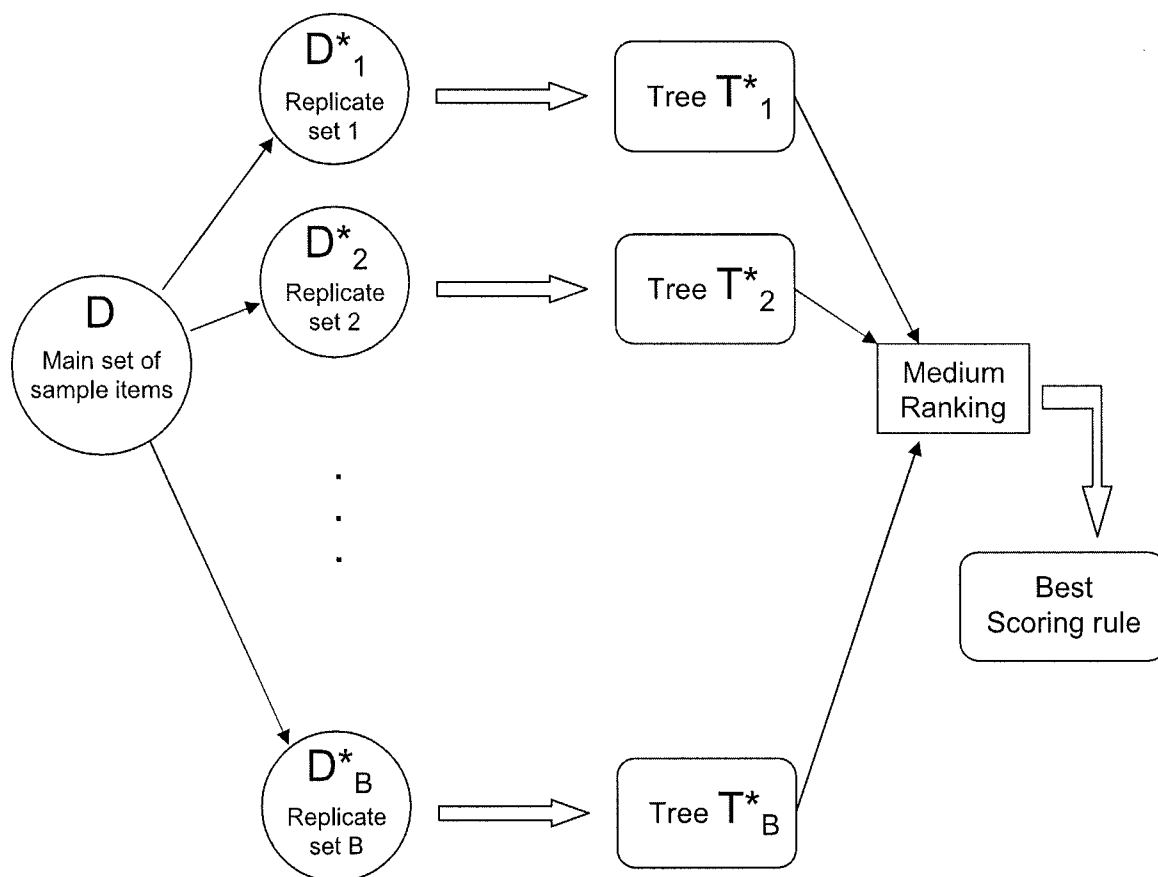 D*1
Replicate
set 1
Tree T*1
D*2
Replicate
set 2
Tree T*2
D
Main set of
sample items
Medium
Ranking
.
.
.
Best
Scoring rule
D*B
Replicate
set B
Tree T*B